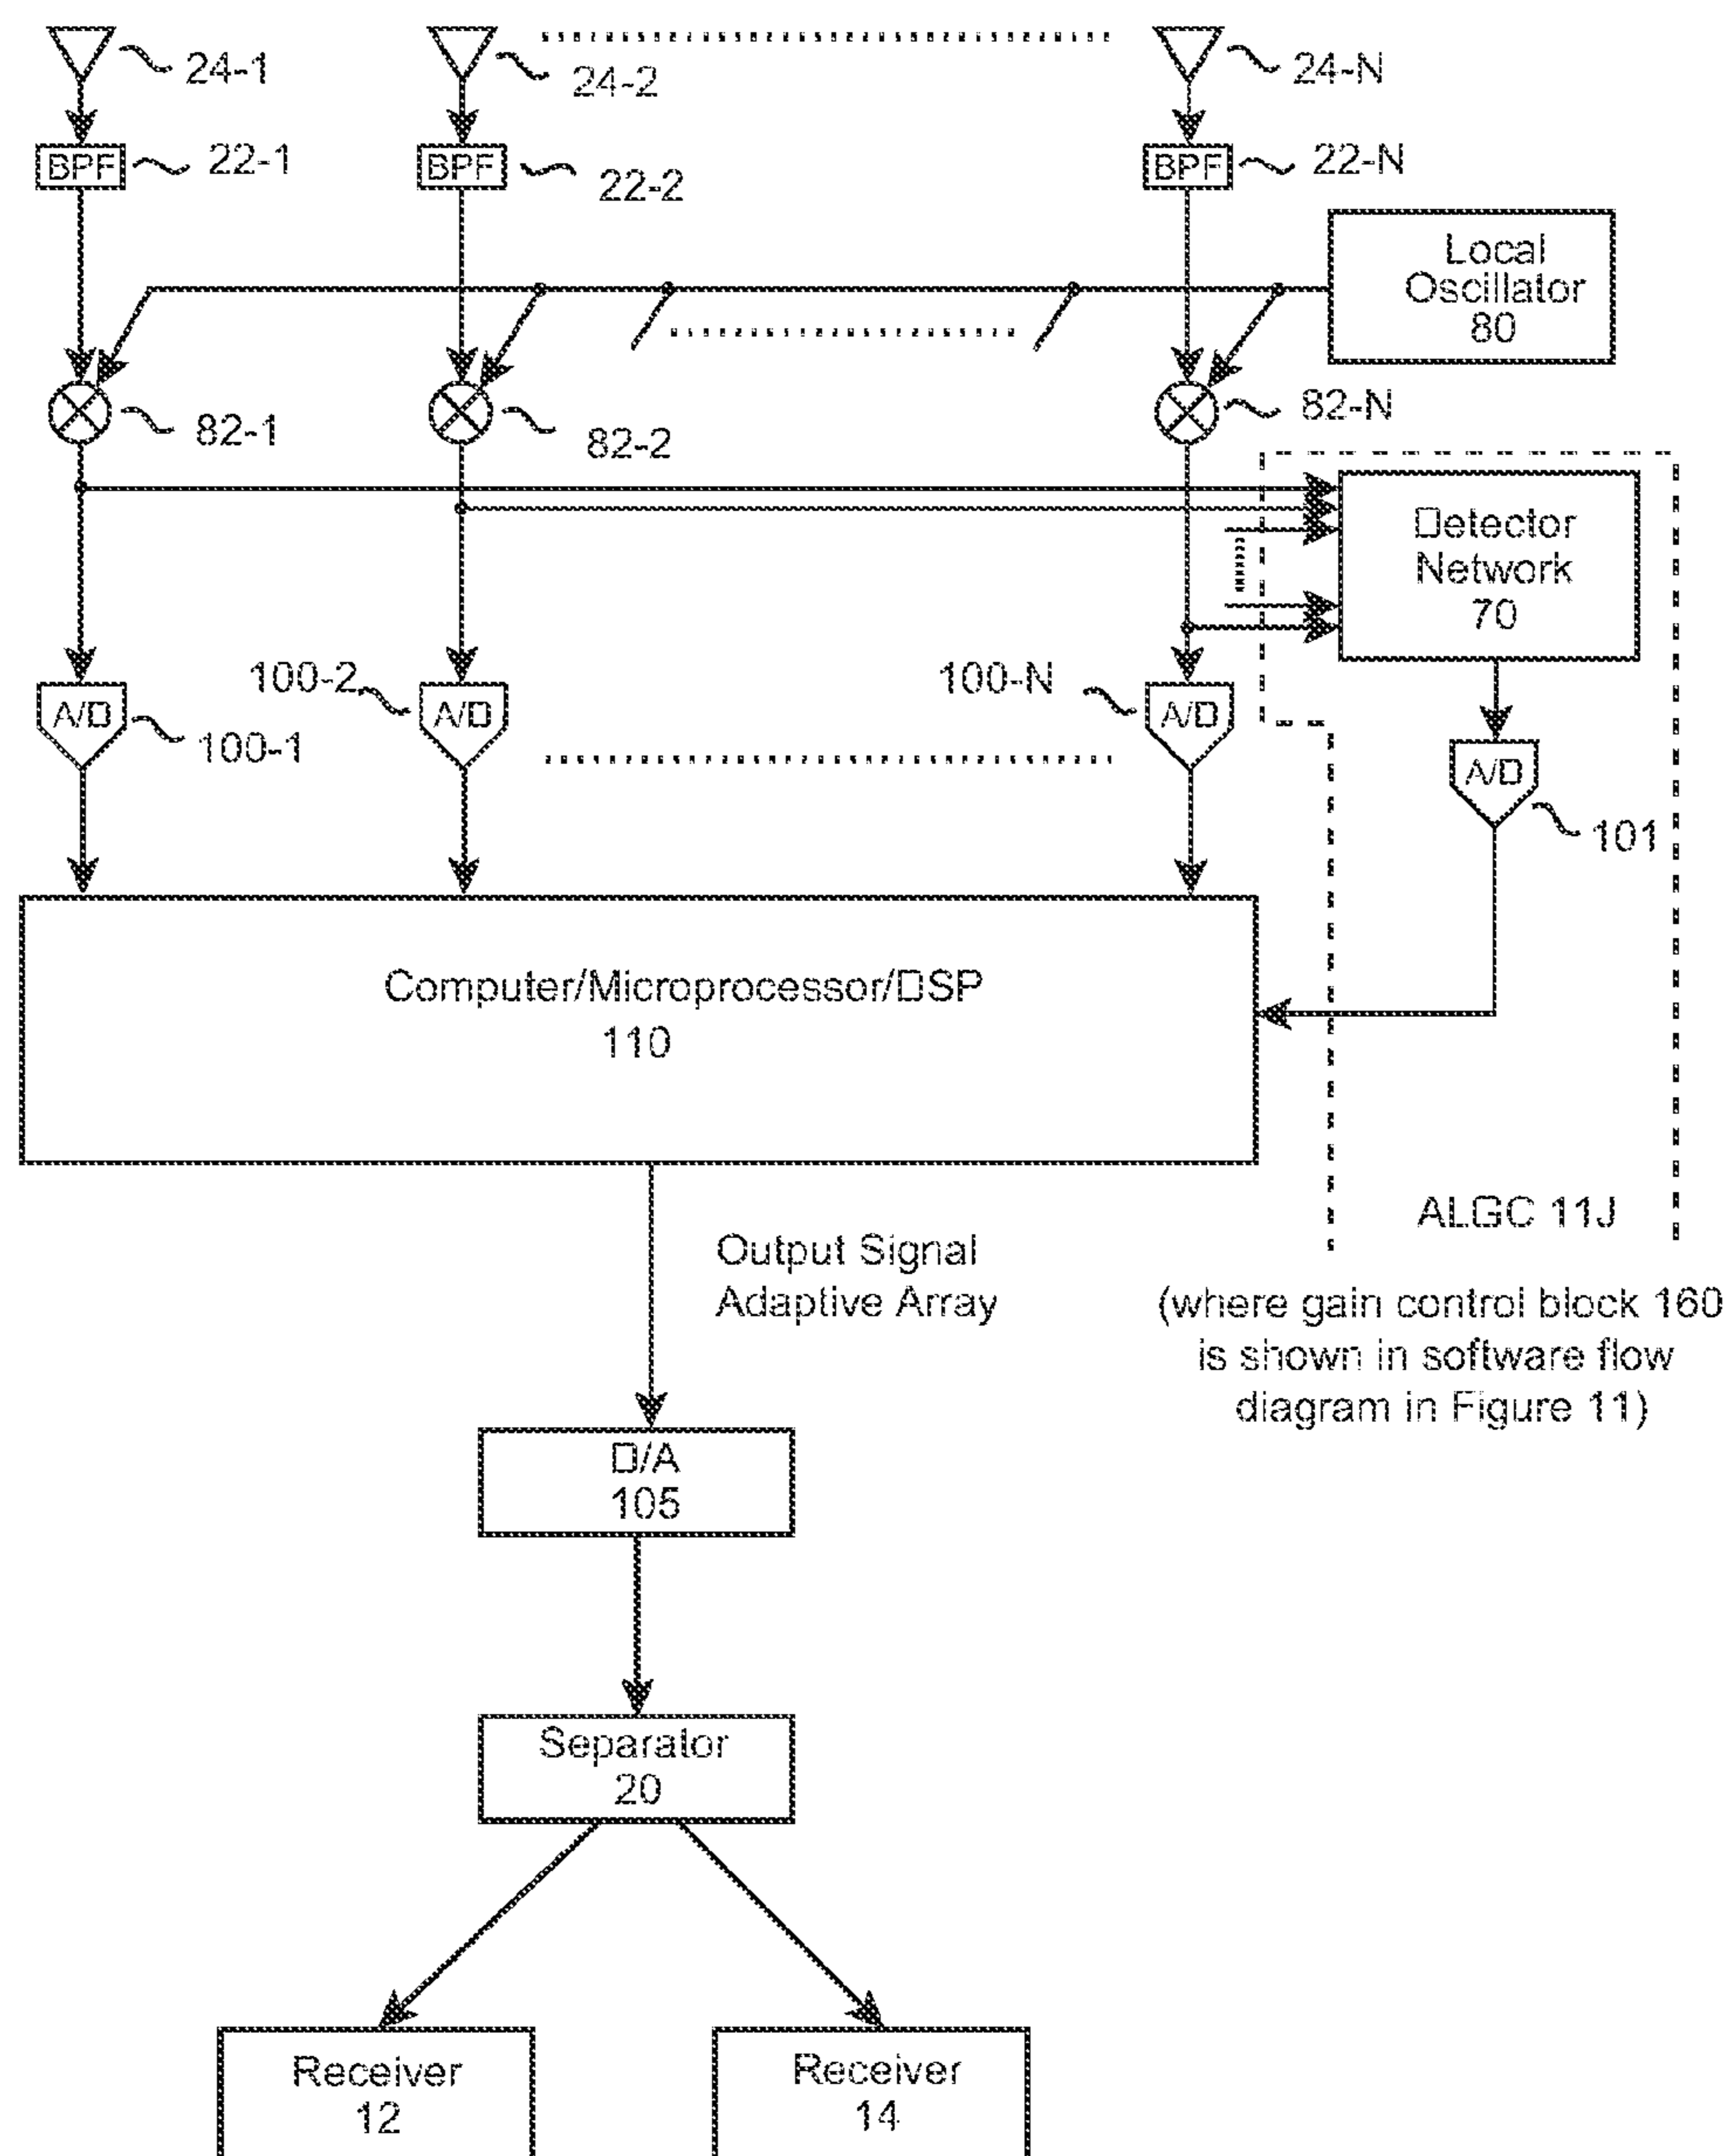 24-1
24-2
24-N
BPF
22-1
BPF
22-2
BPF
22-N
Local
Oscillator
80
82-1
82-2
82-N
Detector
Network
70
A/D
100-1
100-2
A/D
100-N
A/D
A/D
101
Computer/Microprocessor/DSP
110
ALGC 11J
(where gain control block 160
is shown in software flow
diagram in Figure 11)
Output Signal
Adaptive Array
D/A
105
Separator
20
Receiver
12
Receiver
14